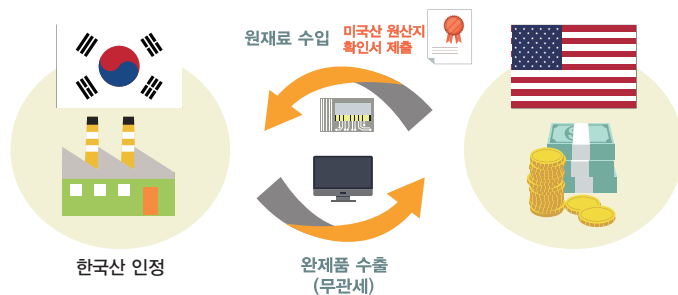 원재료 수입
미국산 원산지
확인서 제출
한국산 인정
완제품 수출
(무관세)